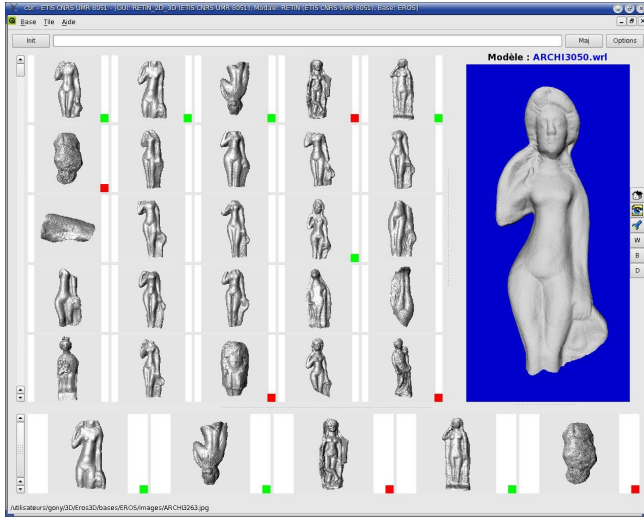 cbr - ETIS CNRS UMR 8051 - [GUI: RETIN_2D_3D (ETIS CNRS UMR 8051), Module: RETIN (ETIS CNRS UMR 8051), Base: EROS]
Base Tile Aide
Init Maj Options
Modèle : ARCHI3050.wrl
W
B
D
/utilisateurs/gony/3D/Eros3D/bases/EROS/images/ARCHI3263.jpg